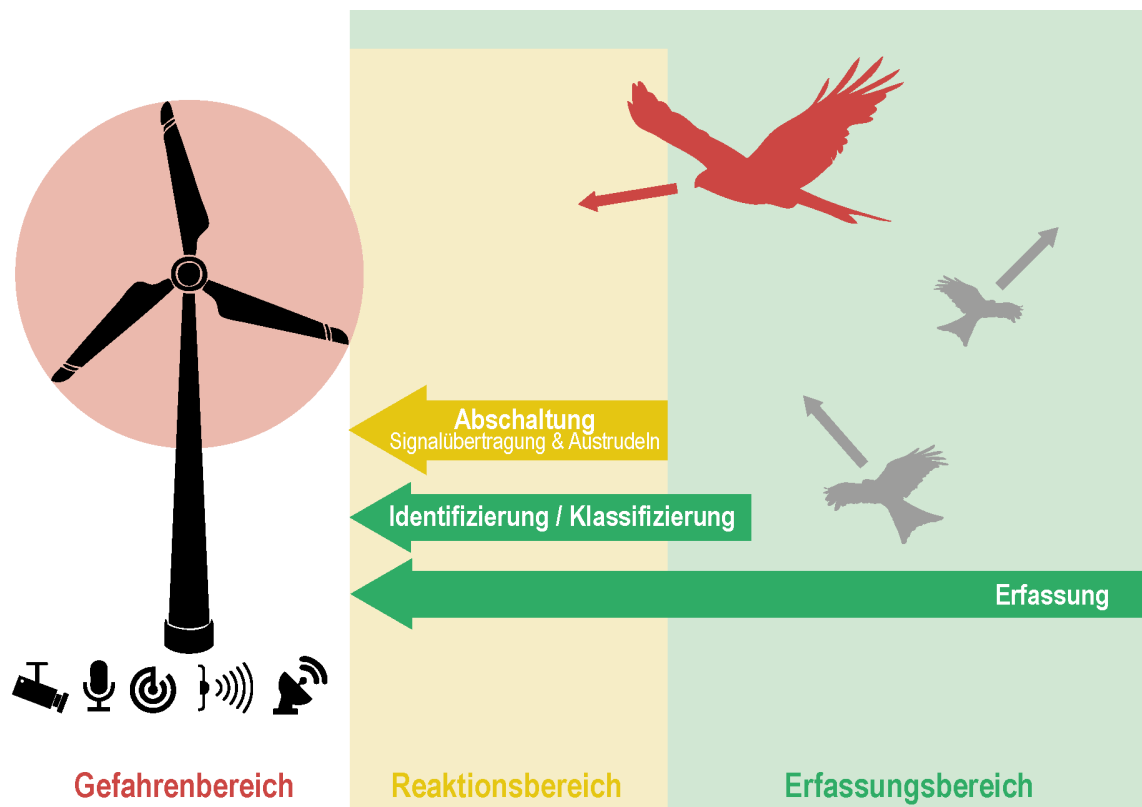 Abschaltung
Signalübertragung & Austrudeln
Identifizierung / Klassifizierung
Erfassung
Gefahrenbereich
Reaktionsbereich
Erfassungsbereich